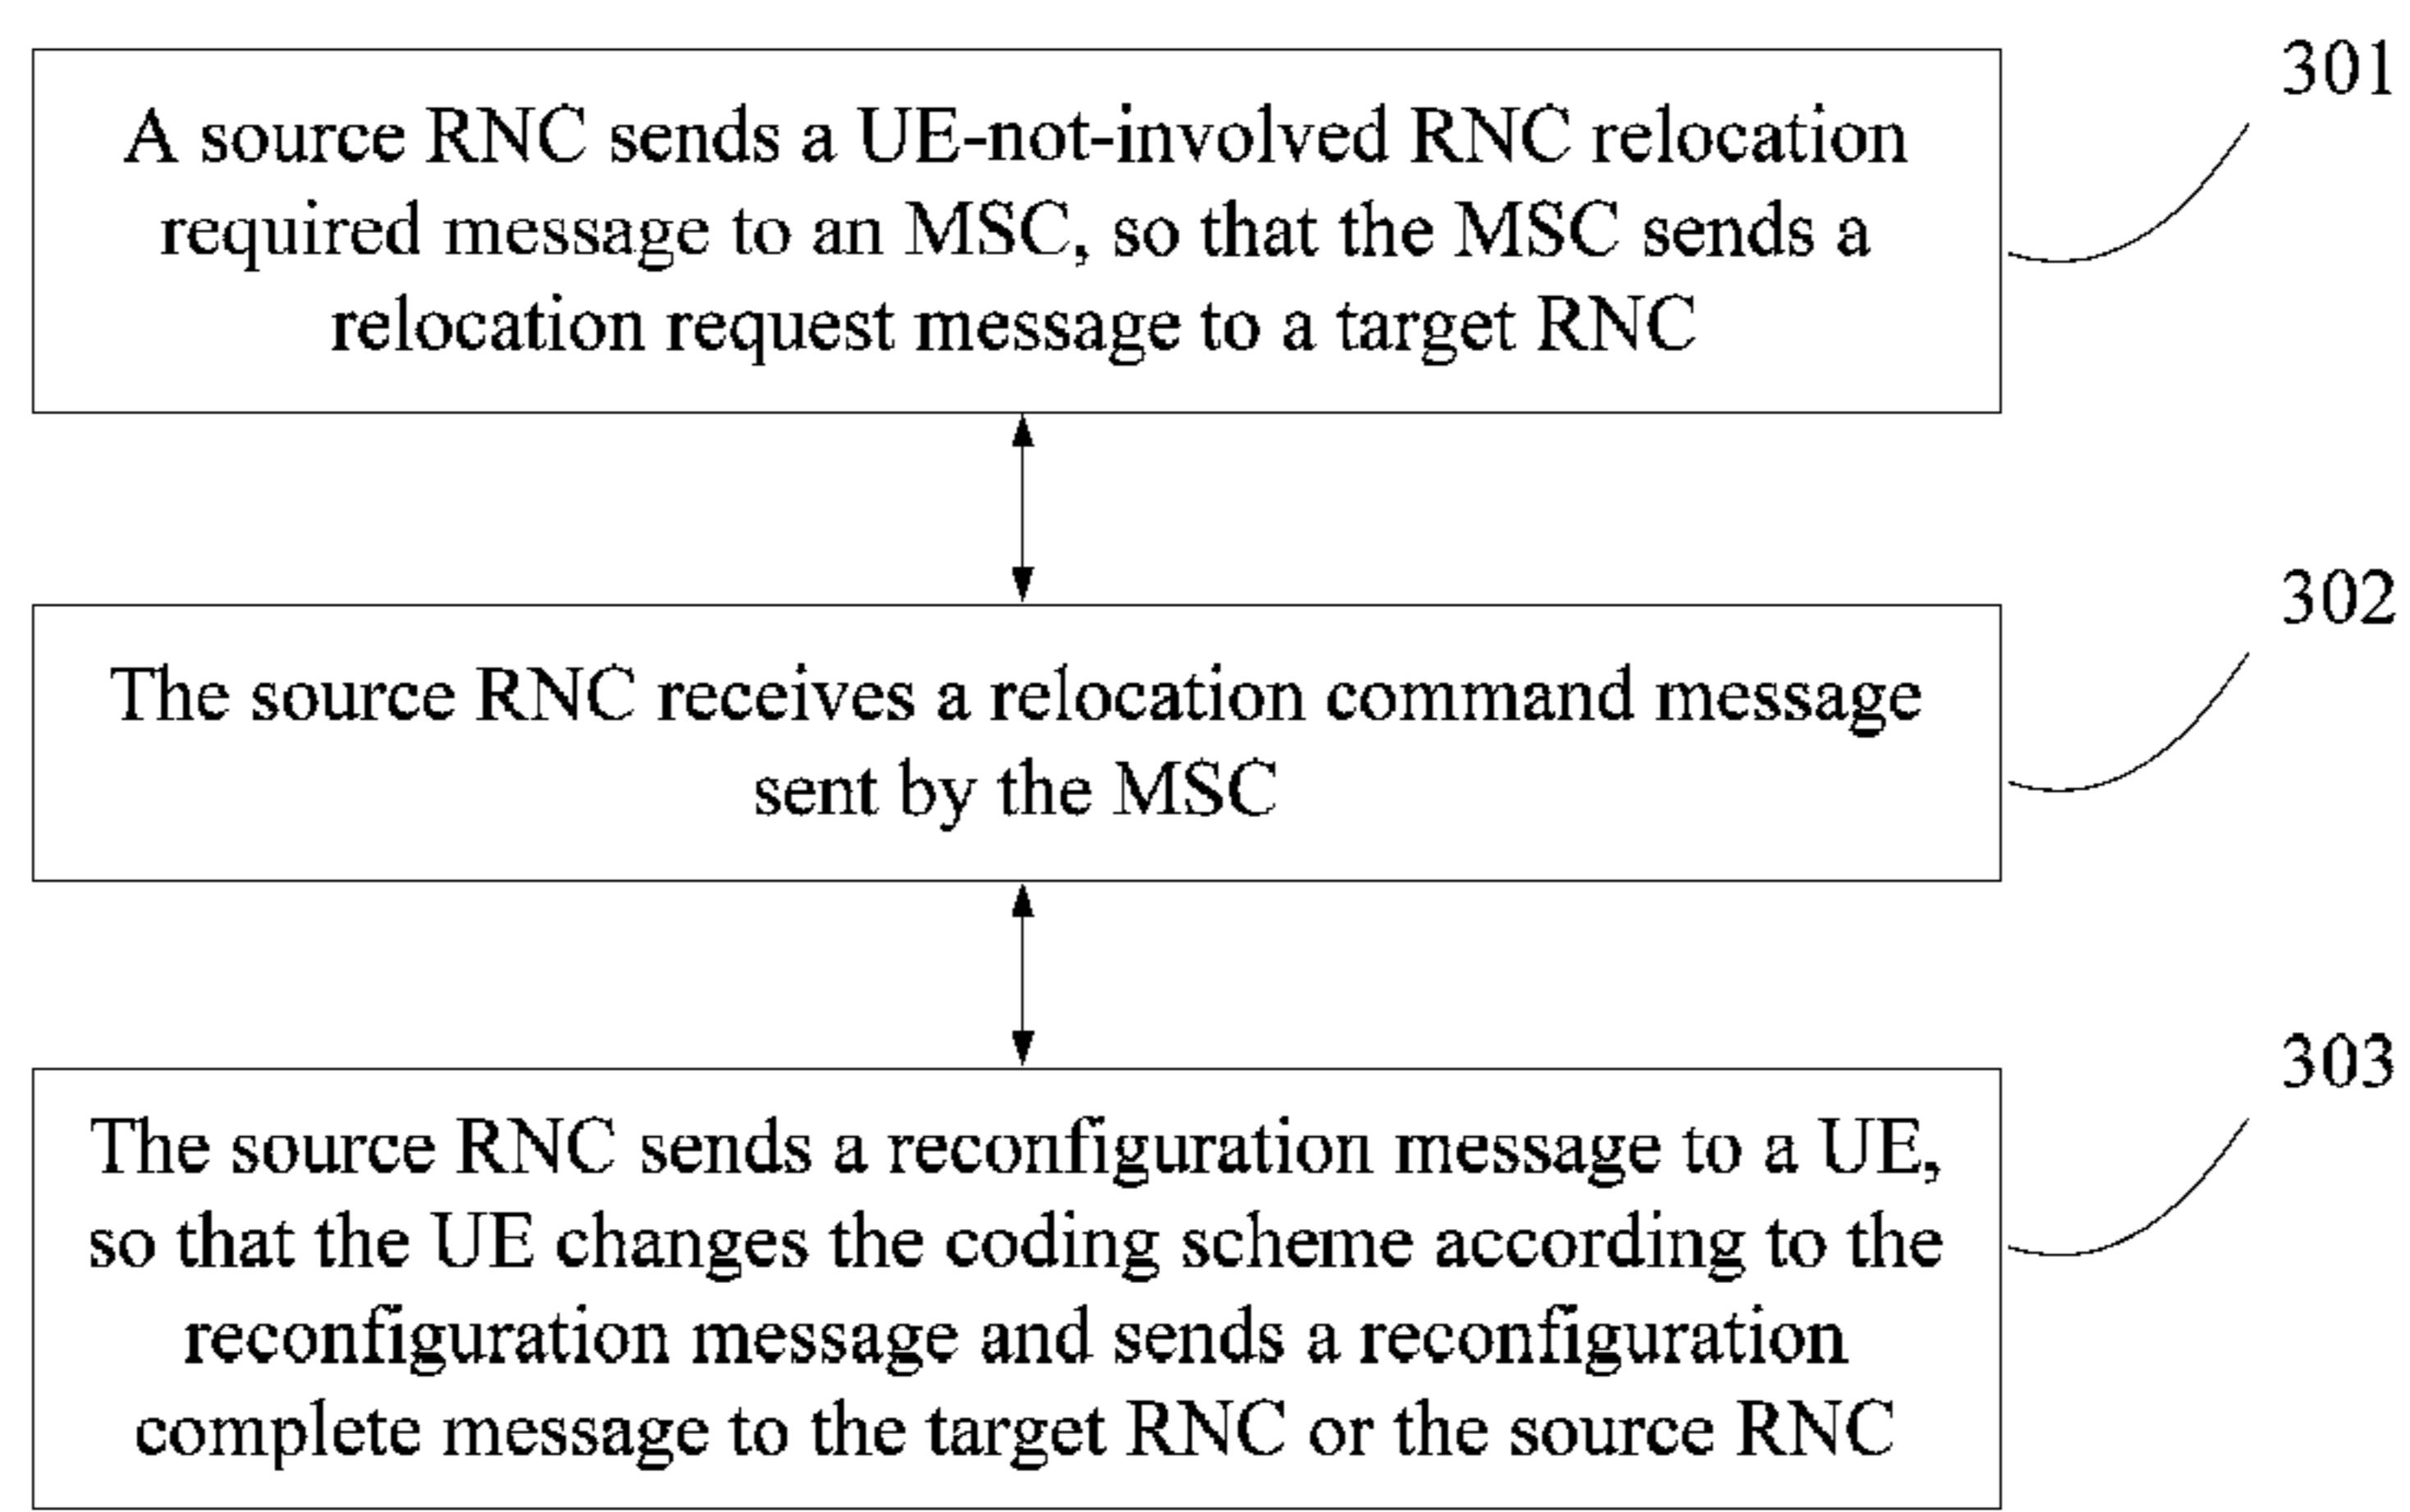 301
A source RNC sends a UE-not-involved RNC relocation
required message to an MSC, so that the MSC sends a
relocation request message to a target RNC
302
The source RNC receives a relocation command message
sent by the MSC
303
The source RNC sends a reconfiguration message to a UE,
so that the UE changes the coding scheme according to the
reconfiguration message and sends a reconfiguration
complete message to the target RNC or the source RNC